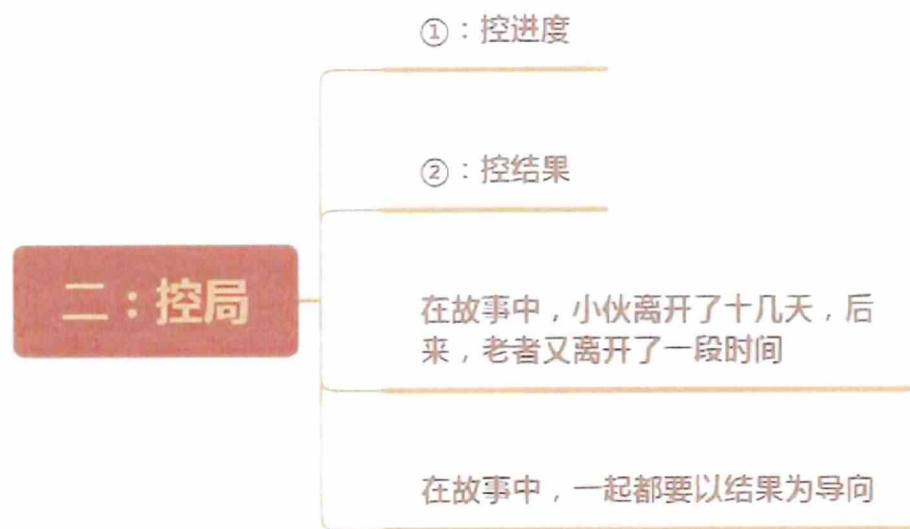 ①：控进度
②：控结果
二：控局
在故事中，小伙离开了十几天，后
来，老者又离开了一段时间
在故事中，一起都要以结果为导向